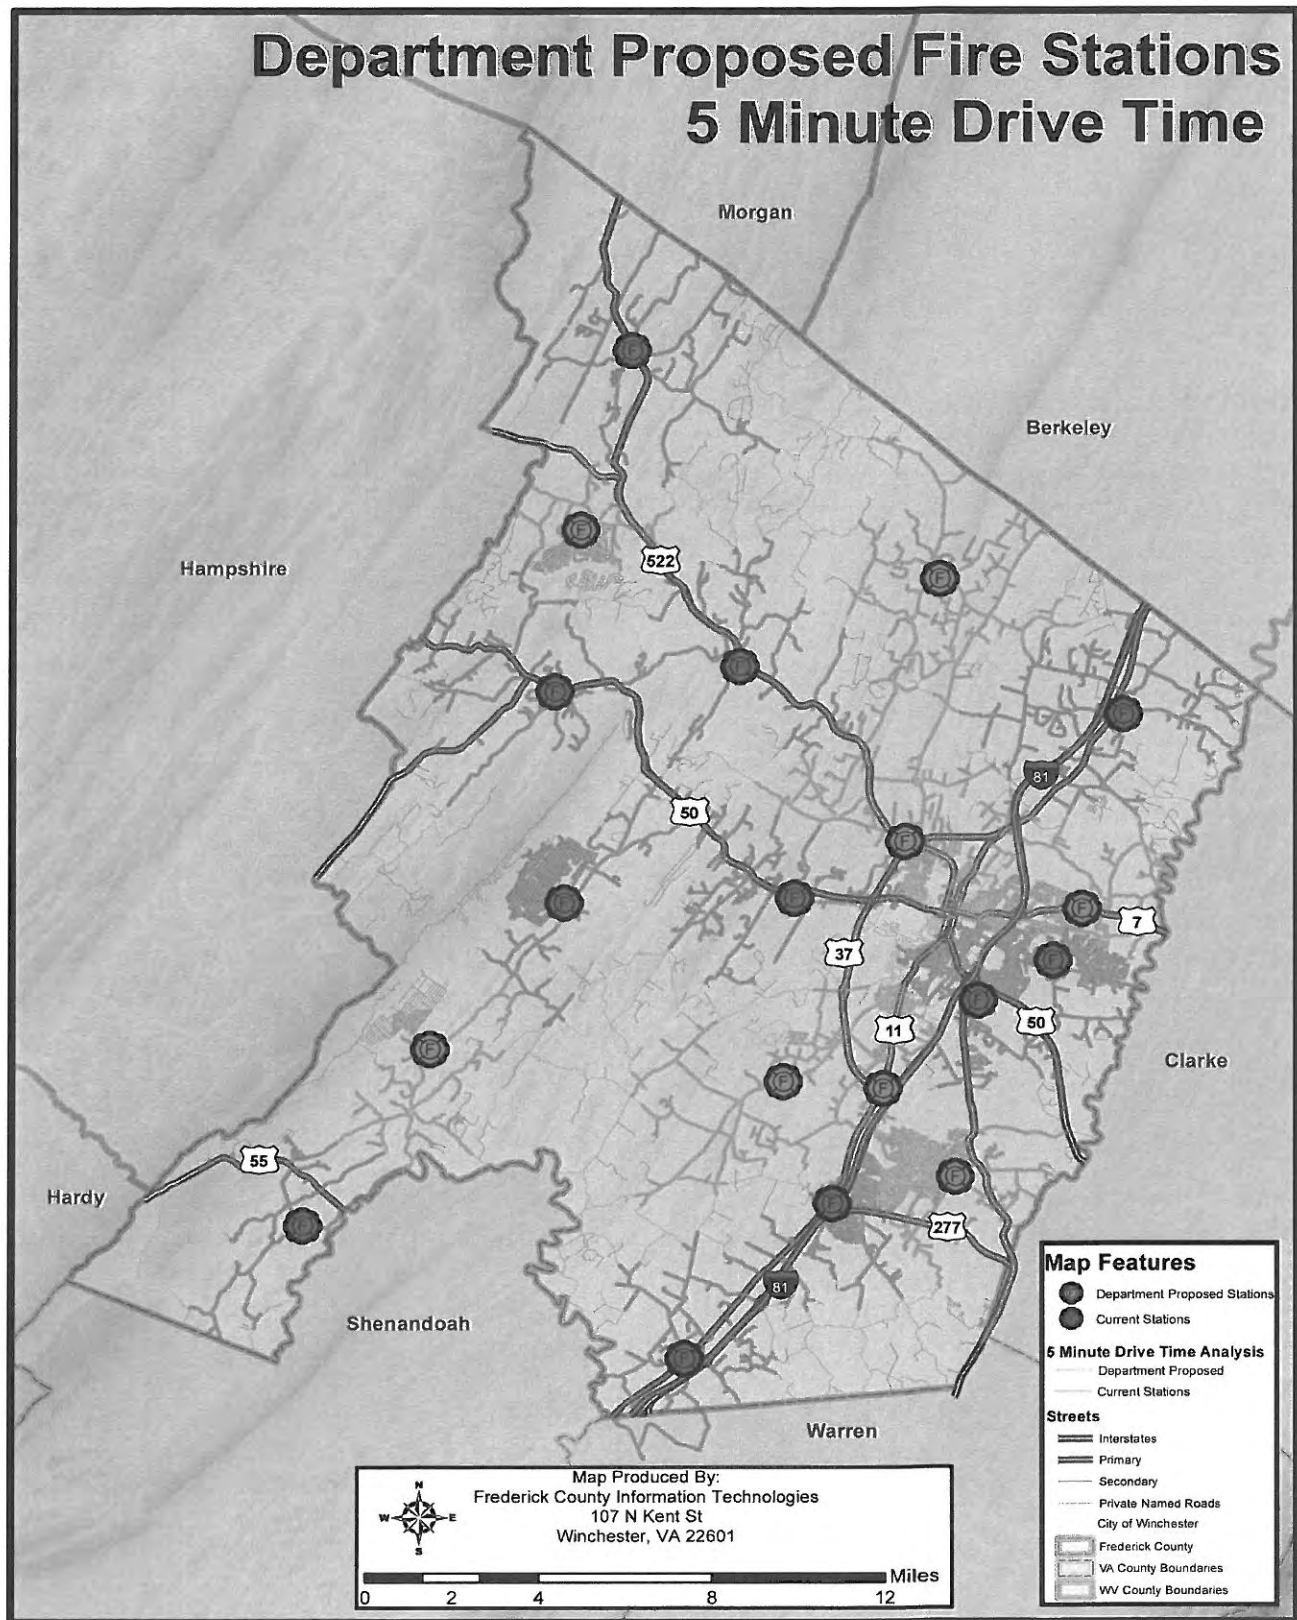 Department Proposed Fire Stations
5 Minute Drive Time
Morgan
Berkeley
Hampshire
522
81
50
7
37
11
50
Clarke
55
Hardy
277
81
Shenandoah
Warren
Map Features
Department Proposed Stations
Current Stations
5 Minute Drive Time Analysis
Department Proposed
Current Stations
Streets
Interstates
Primary
Secondary
Private Named Roads
City of Winchester
Frederick County
VA County Boundaries
WV County Boundaries
Map Produced By:
Frederick County Information Technologies
107 N Kent St
Winchester, VA 22601
N
W E
S
Miles
0 2 4 8 12